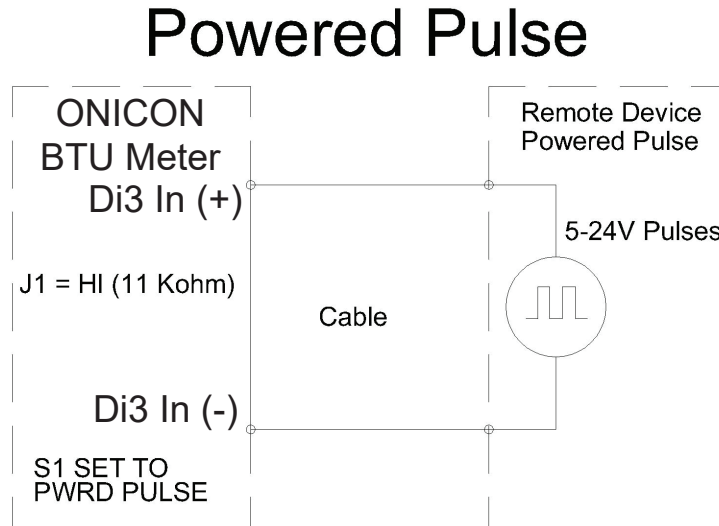 Powered Pulse
ONICON
BTU Meter
Di3 In (+)
J1 = HI (11 Kohm)
Di3 In (-)
S1 SET TO
PWRD PULSE
Cable
Remote Device
Powered Pulse
5-24V Pulses